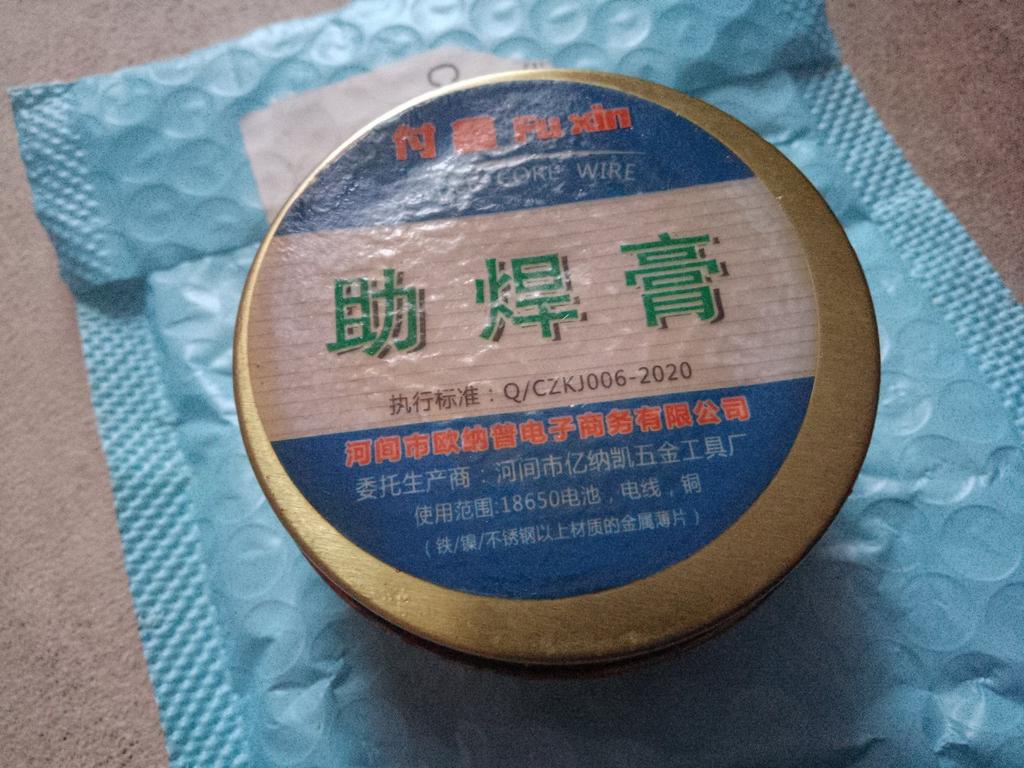 付鑫 Fu xin
CORE WIRE
助焊膏
执行标准：Q/CZKJ006-2020
河间市欧纳普电子商务有限公司
委托生产商：河间市亿纳凯五金工具厂
使用范围:18650电池，电线，铜
（铁/镍/不锈钢以上材质的金属薄片）